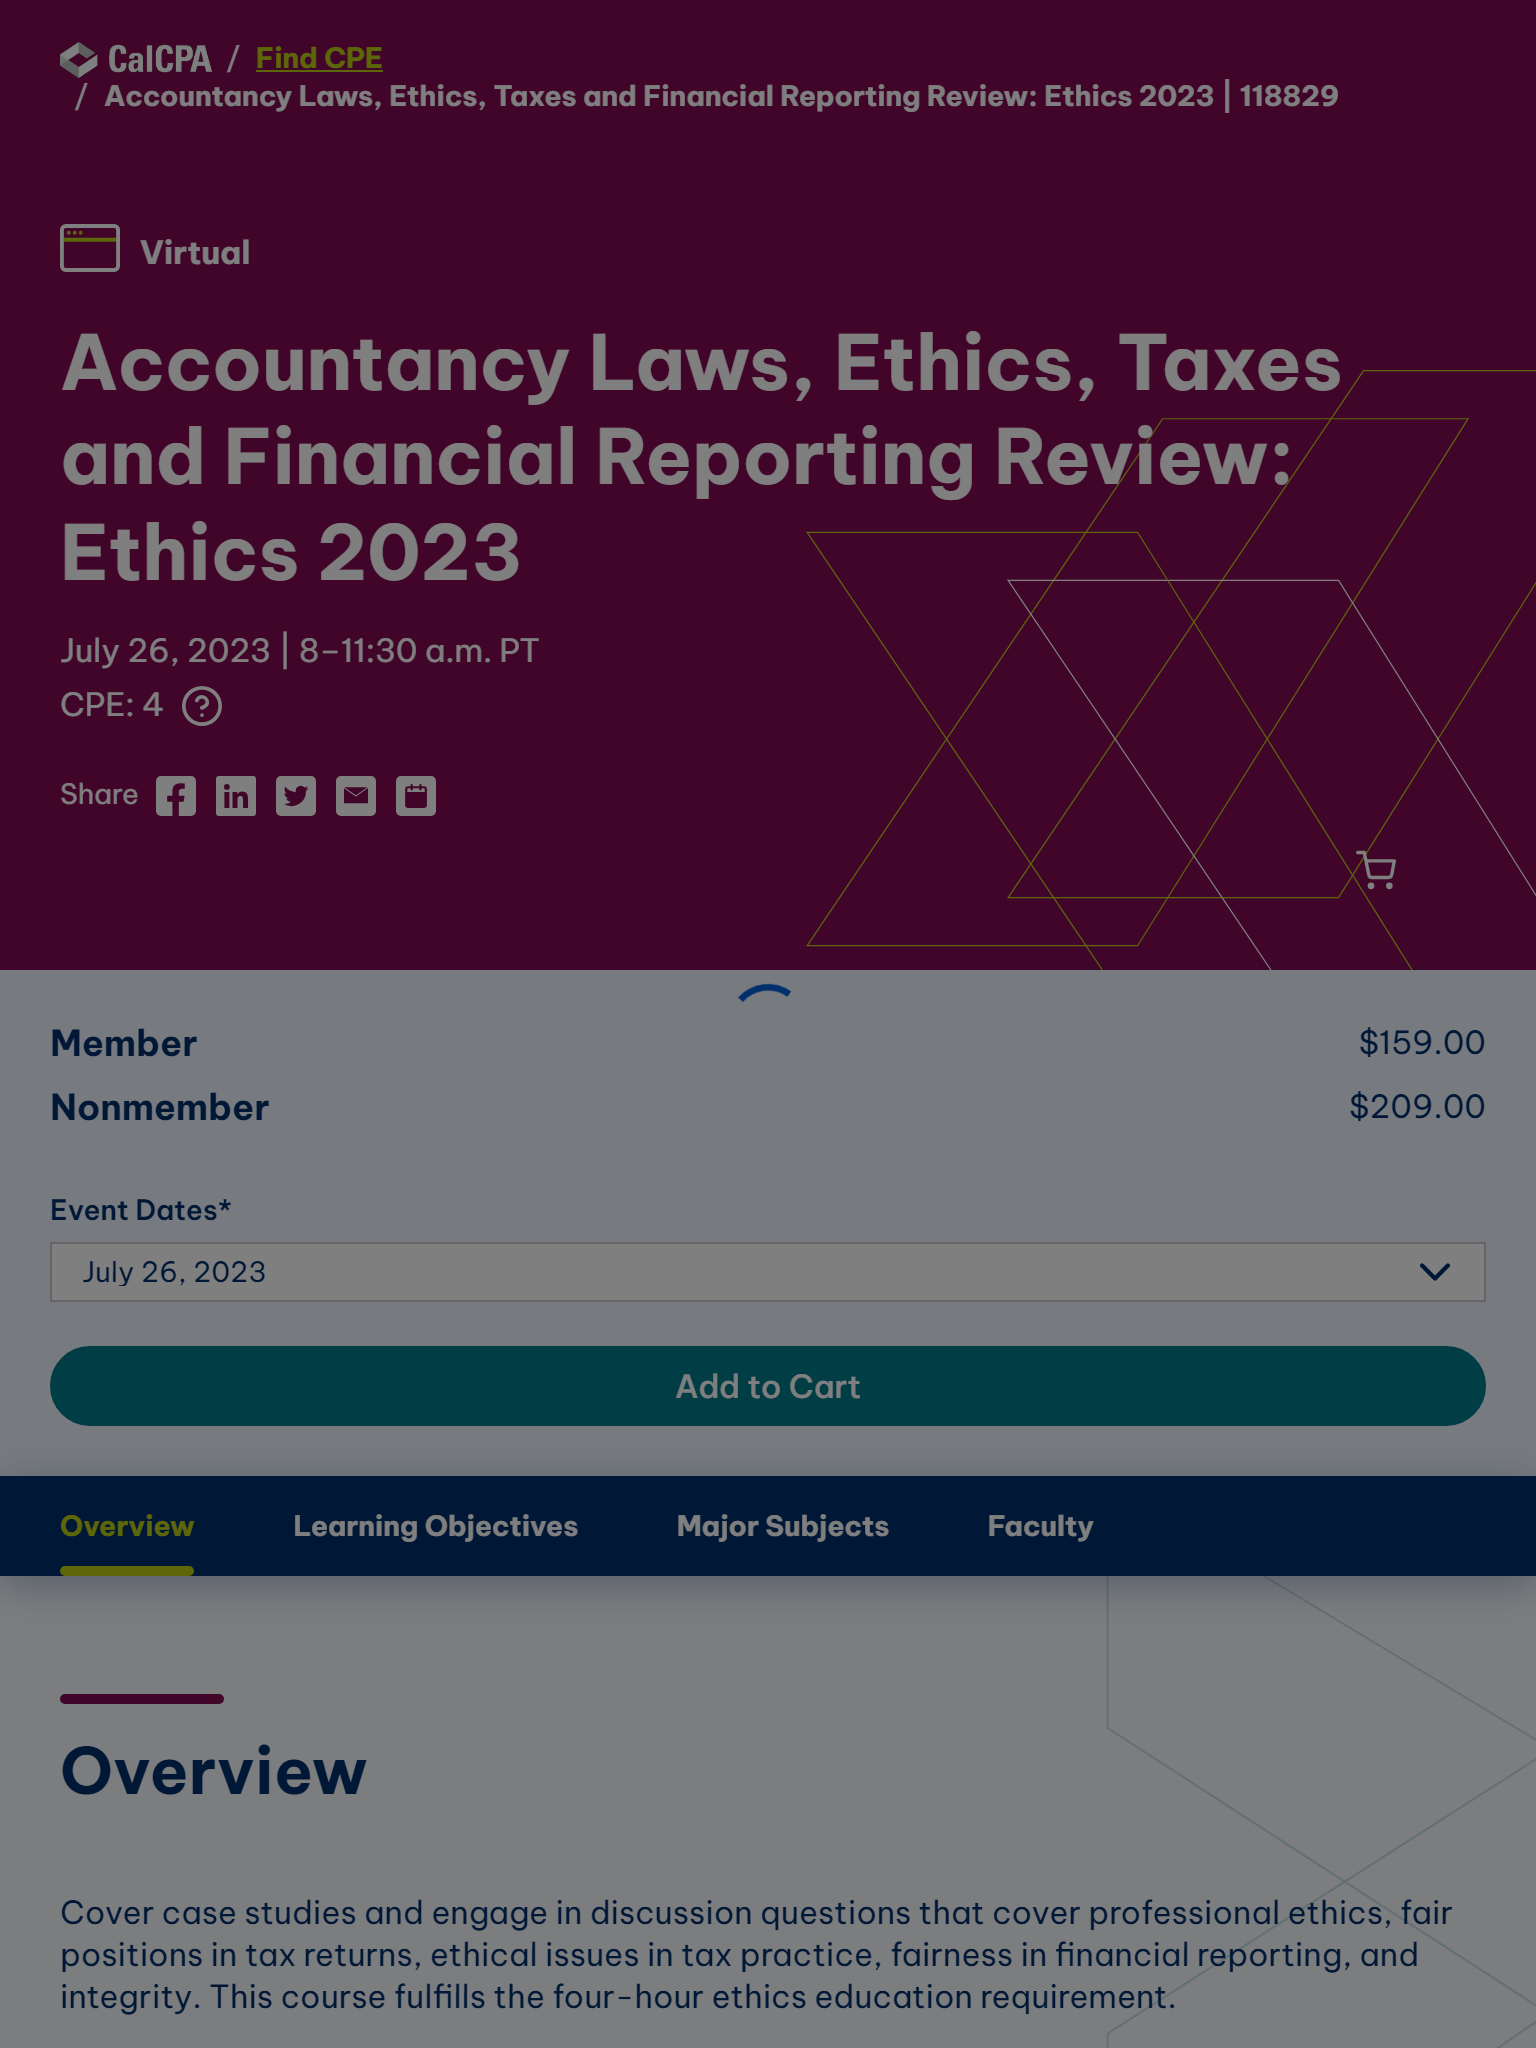 CalCPA / Find CPE
/ Accountancy Laws, Ethics, Taxes and Financial Reporting Review: Ethics 2023 | 118829
Virtual
Accountancy Laws, Ethics, Taxes
and Financial Reporting Review:
Ethics 2023
July 26, 2023 | 8–11:30 a.m. PT
CPE: 4 ?
Share
Member $159.00
Nonmember $209.00
Event Dates*
July 26, 2023
Add to Cart
Overview Learning Objectives Major Subjects Faculty
Overview
Cover case studies and engage in discussion questions that cover professional ethics, fair
positions in tax returns, ethical issues in tax practice, fairness in financial reporting, and
integrity. This course fulfills the four-hour ethics education requirement.